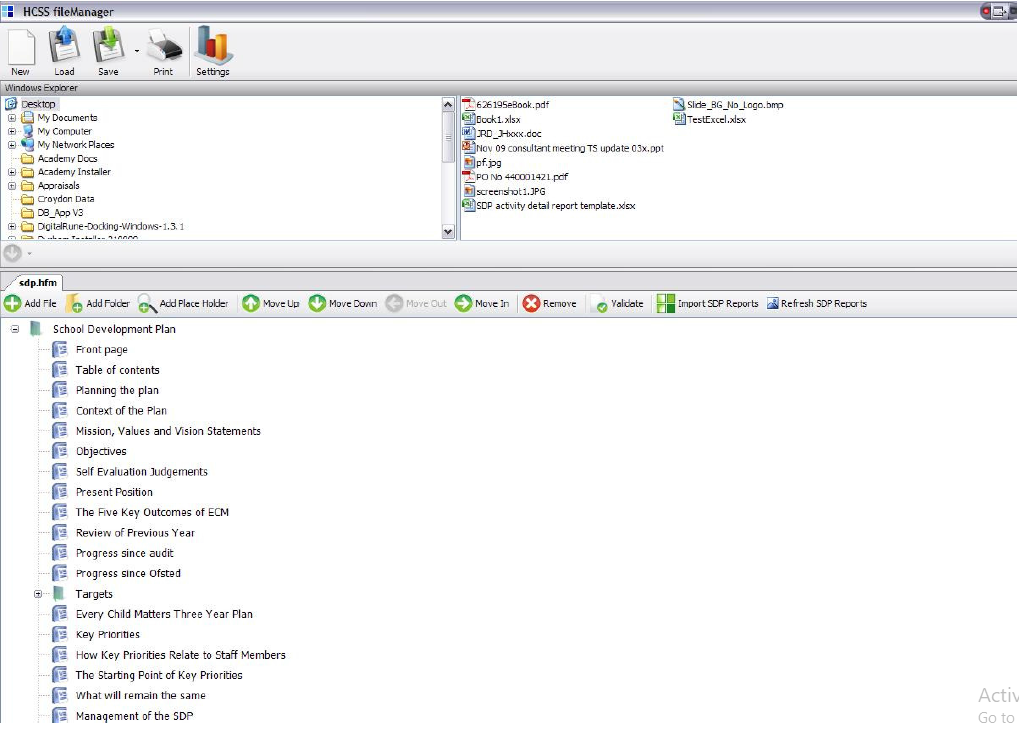 HCSS fileManager
New Load Save Print Settings
Windows Explorer
Desktop
My Documents
My Computer
My Network Places
Academy Docs
Academy Installer
Appraisals
Croydon Data
DB_App V3
DigitalRune-Docking-Windows-1.3.1
626195eBook.pdf
Book1.xlsx
JRD_JHxxx.doc
Nov 09 consultant meeting TS update 03x.ppt
pf.jpg
PO No 440001421.pdf
screenshot1.JPG
SDP activity detail report template.xlsx
Slide_BG_No_Logo.bmp
TestExcel.xlsx
sdp.hfm
Add File Add Folder Add Place Holder Move Up Move Down Move Out Move In Remove Validate Import SDP Reports Refresh SDP Reports
School Development Plan
Front page
Table of contents
Planning the plan
Context of the Plan
Mission, Values and Vision Statements
Objectives
Self Evaluation Judgements
Present Position
The Five Key Outcomes of ECM
Review of Previous Year
Progress since audit
Progress since Ofsted
Targets
Every Child Matters Three Year Plan
Key Priorities
How Key Priorities Relate to Staff Members
The Starting Point of Key Priorities
What will remain the same
Management of the SDP
Activ
Go to